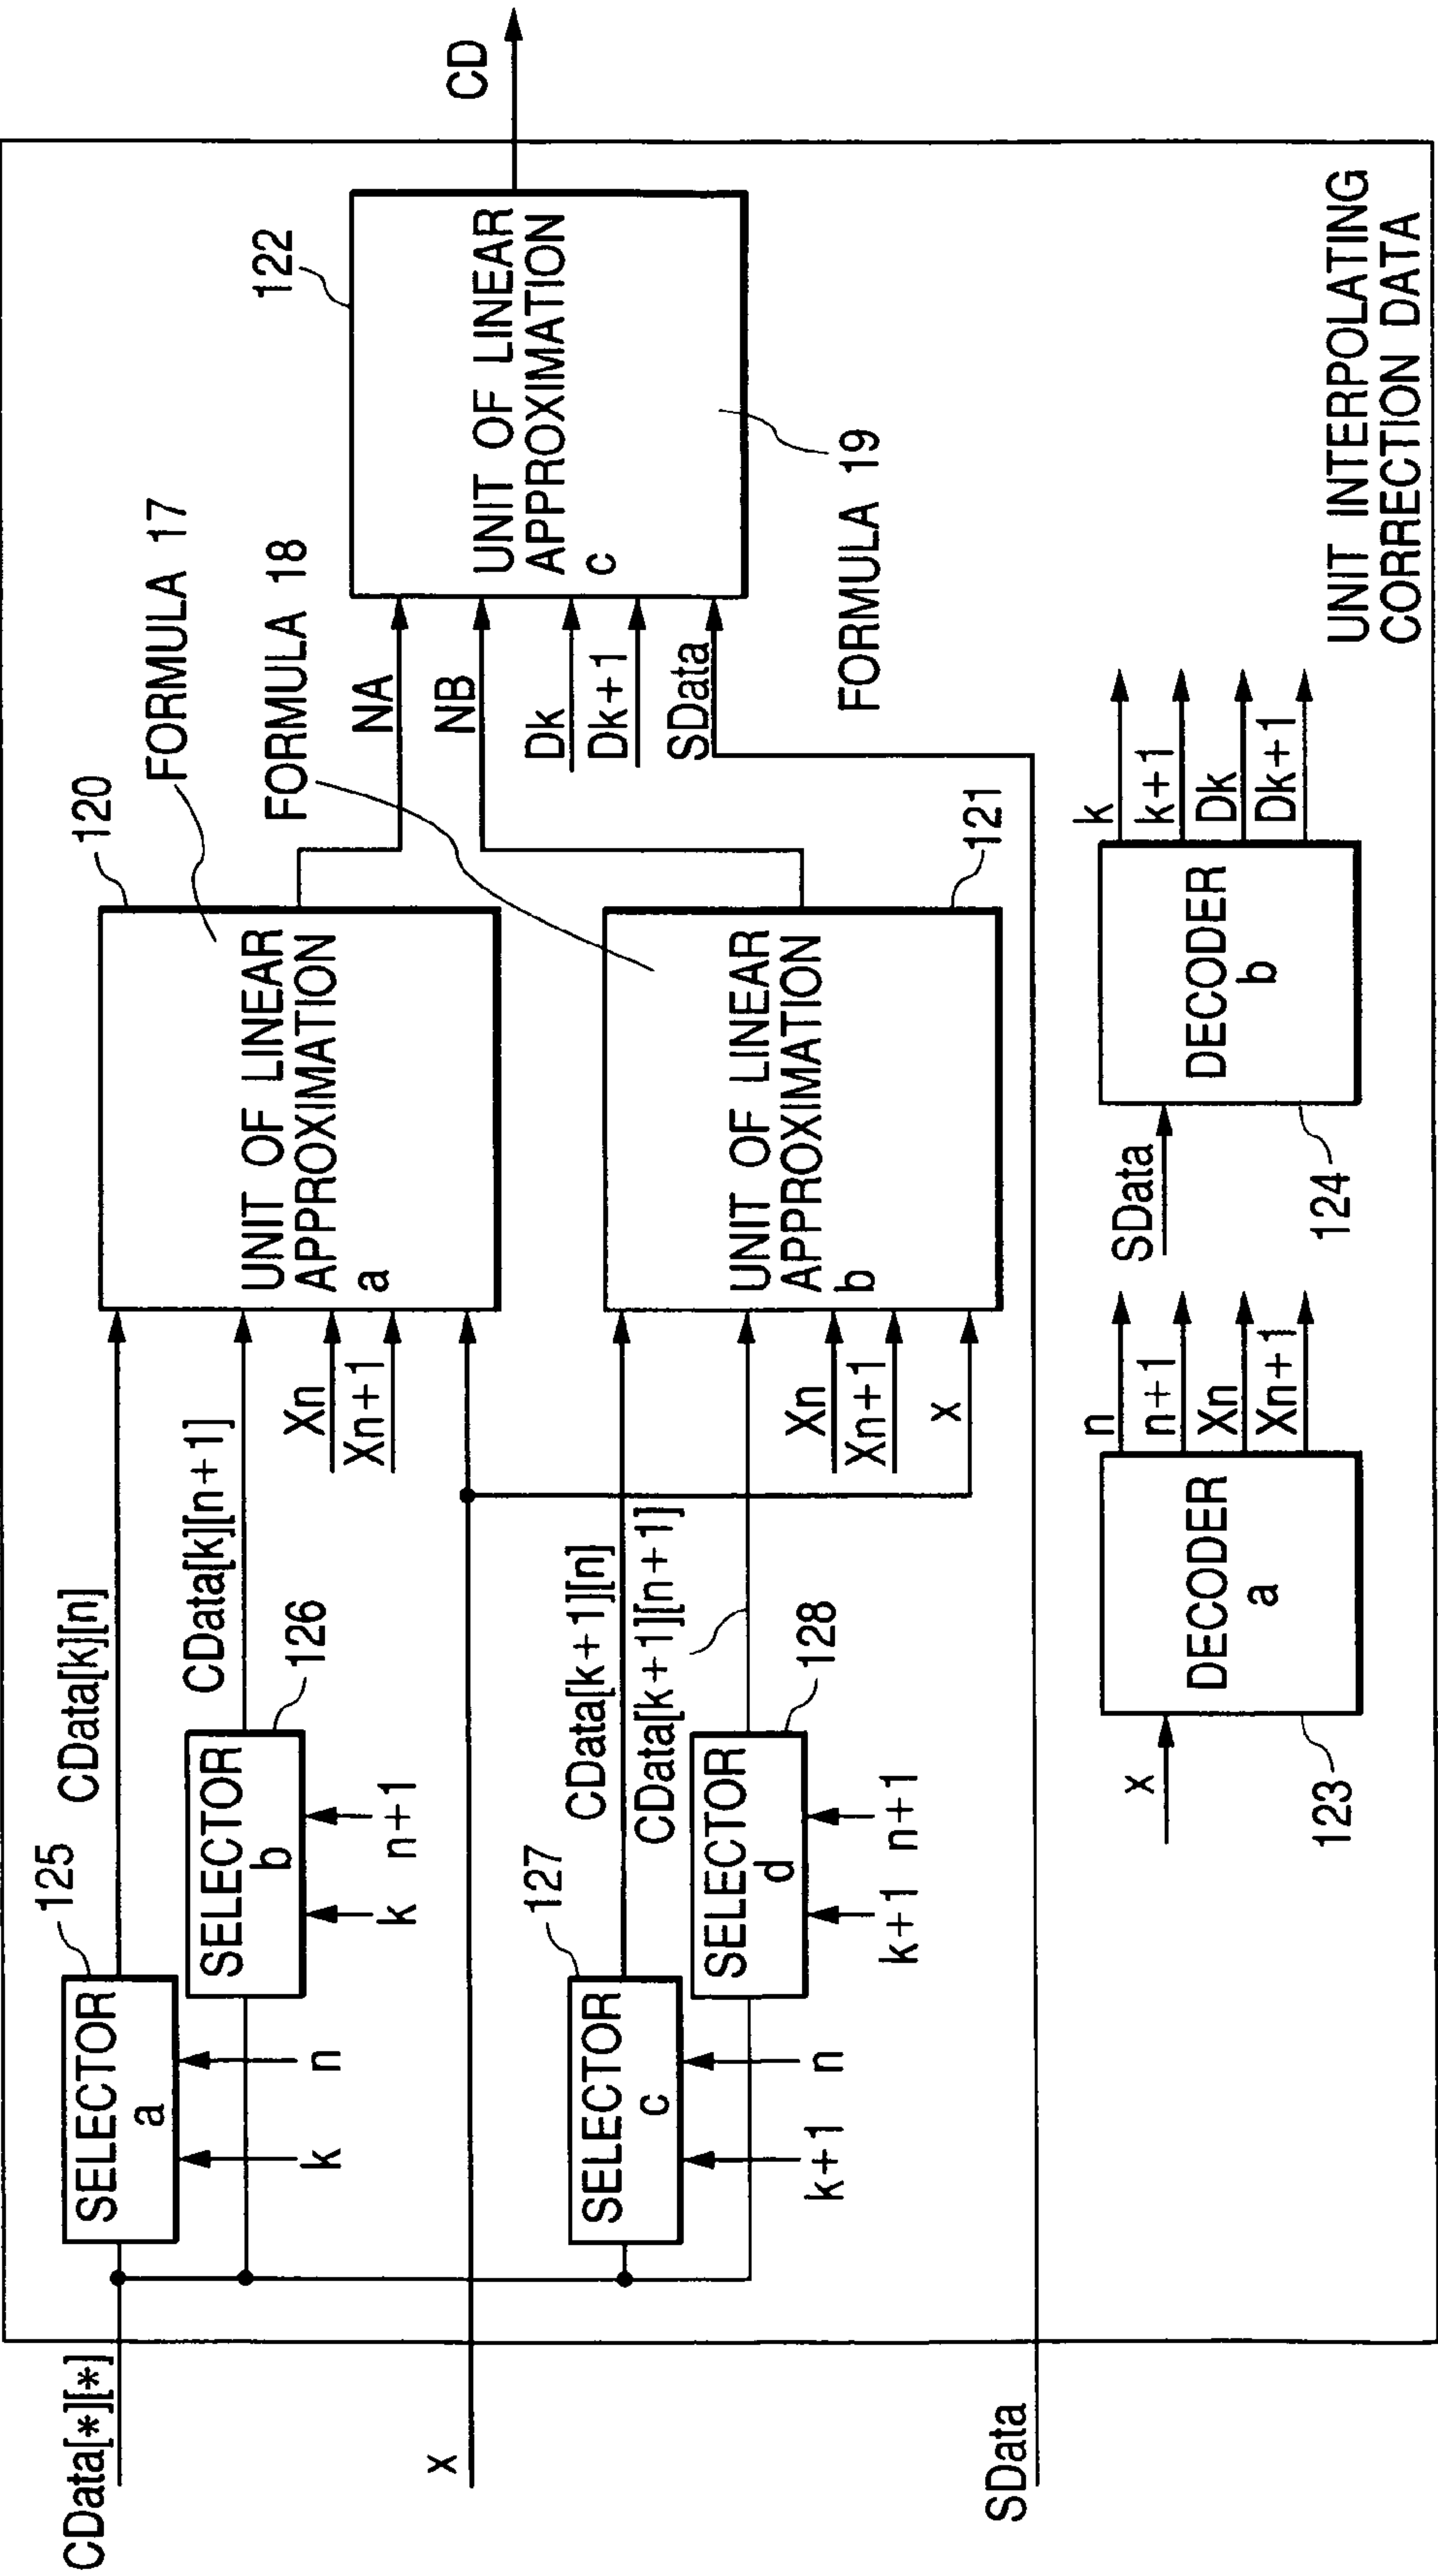 CData[*][*]
x
SData
125
SELECTOR
a
k
n
CData[k][n]
SELECTOR
b
126
k
n+1
CData[k][n+1]
127
SELECTOR
c
k+1
n
CData[k+1][n]
CData[k+1][n+1]
SELECTOR
d
128
k+1
n+1
Xn
Xn+1
Xn
Xn+1
x
120
UNIT OF LINEAR
APPROXIMATION
a
FORMULA 17
FORMULA 18
UNIT OF LINEAR
APPROXIMATION
b
121
NA
NB
Dk
Dk+1
SData
122
UNIT OF LINEAR
APPROXIMATION
c
FORMULA 19
CD
x
DECODER
a
123
n
n+1
Xn
Xn+1
SData
DECODER
b
124
k
k+1
Dk
Dk+1
UNIT INTERPOLATING
CORRECTION DATA